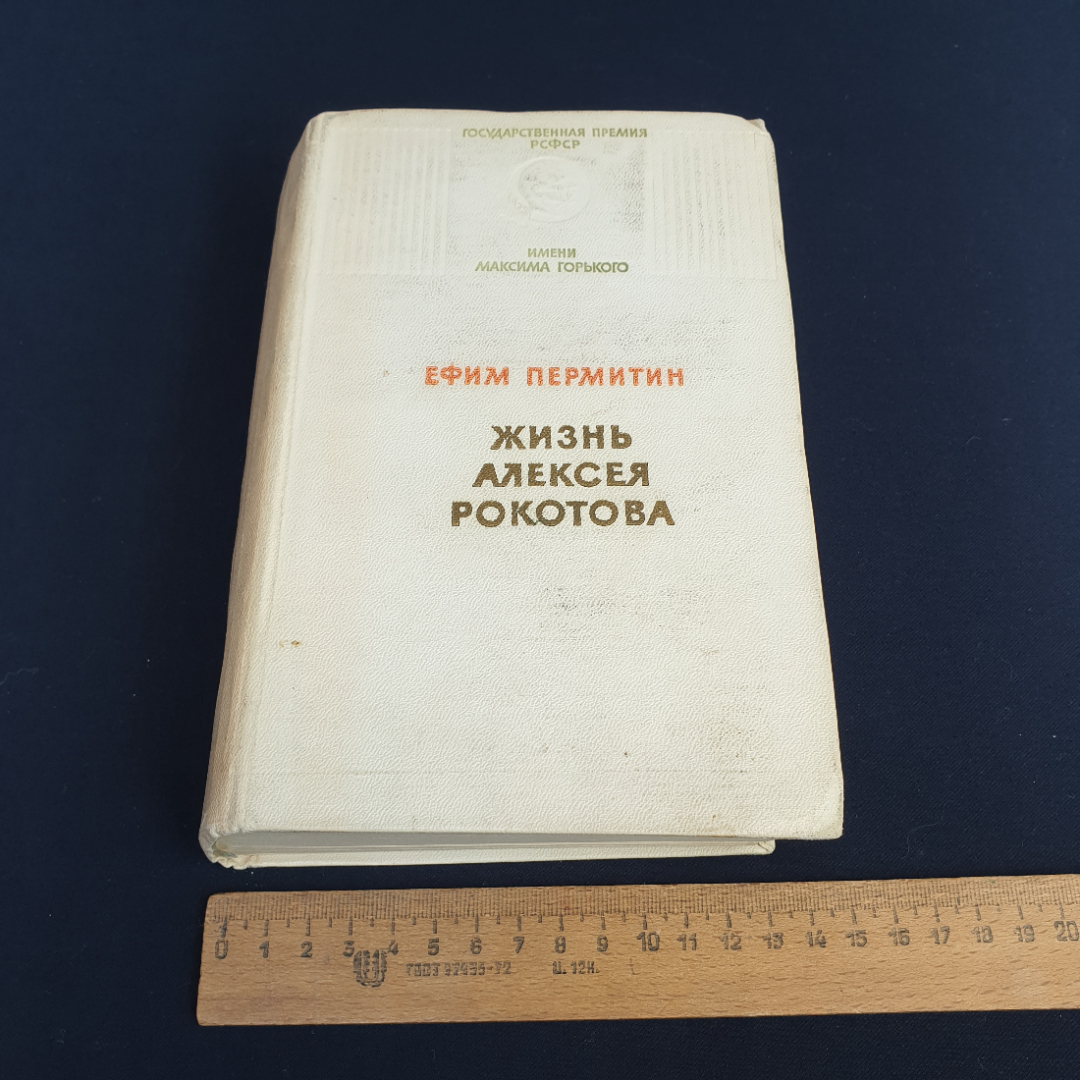 ГОСУДАРСТВЕННАЯ ПРЕМИЯ
РСФСР
ИМЕНИ
МАКСИМА ГОРЬКОГО
ЕФИМ ПЕРМИТИН
ЖИЗНЬ
АЛЕКСЕЯ
РОКОТОВА
0 1 2 3 4 5 6 7 8 9 10 11 12 13 14 15 16 17 18 19 20
Ц. 12К.